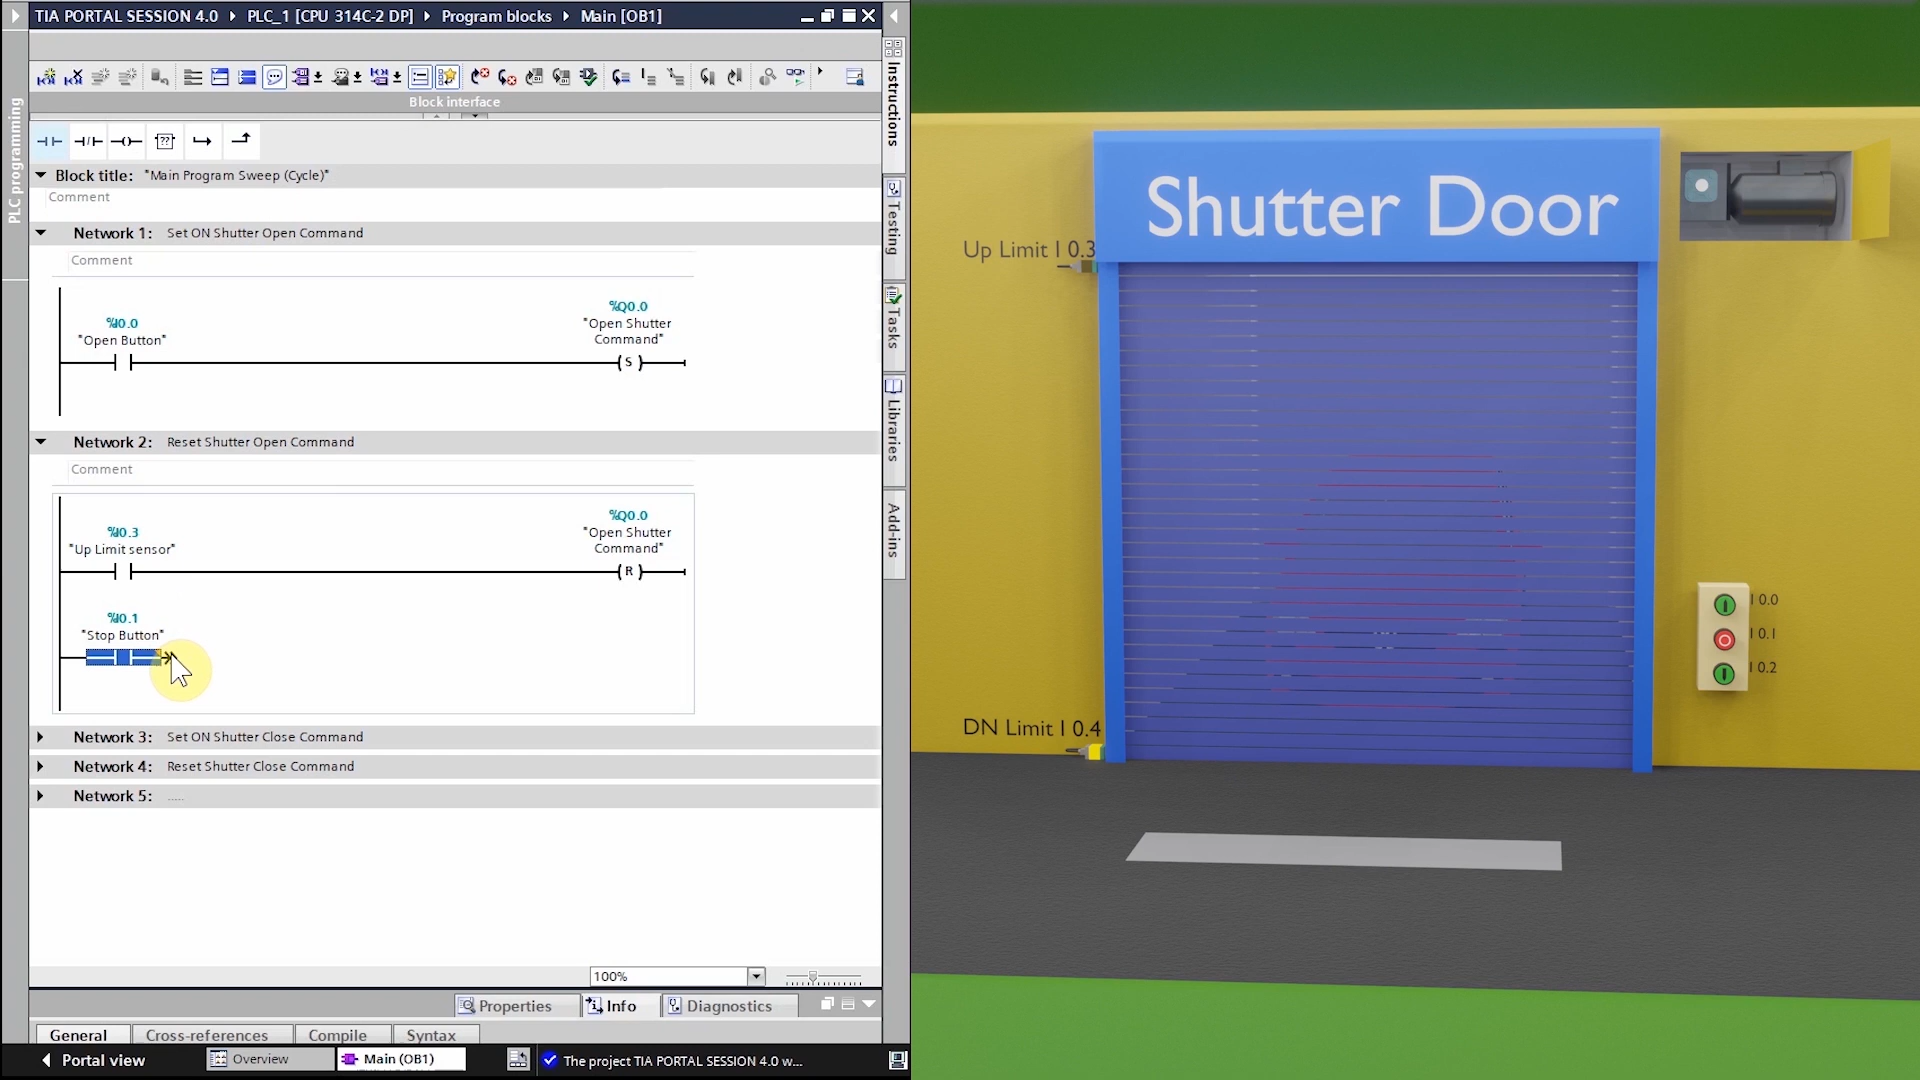 TIA PORTAL SESSION 4.0 PLC_1 [CPU 314C-2 DP] Program blocks Main [OB1]
Block interface
??
Block title: "Main Program Sweep (Cycle)"
Comment
Network 1: Set ON Shutter Open Command
Comment
%I0.0
"Open Button"
%Q0.0
"Open Shutter
Command"
S
Network 2: Reset Shutter Open Command
Comment
%I0.3
"Up Limit sensor"
%Q0.0
"Open Shutter
Command"
R
%I0.1
"Stop Button"
Network 3: Set ON Shutter Close Command
Network 4: Reset Shutter Close Command
Network 5: .....
100%
Properties Info Diagnostics
General Cross-references Compile Syntax
Portal view Overview Main (OB1) The project TIA PORTAL SESSION 4.0 w...
PLC programming
Instructions
Testing
Tasks
Libraries
Add-ins
Shutter Door
Up Limit I 0.3
I 0.0
I 0.1
I 0.2
DN Limit I 0.4